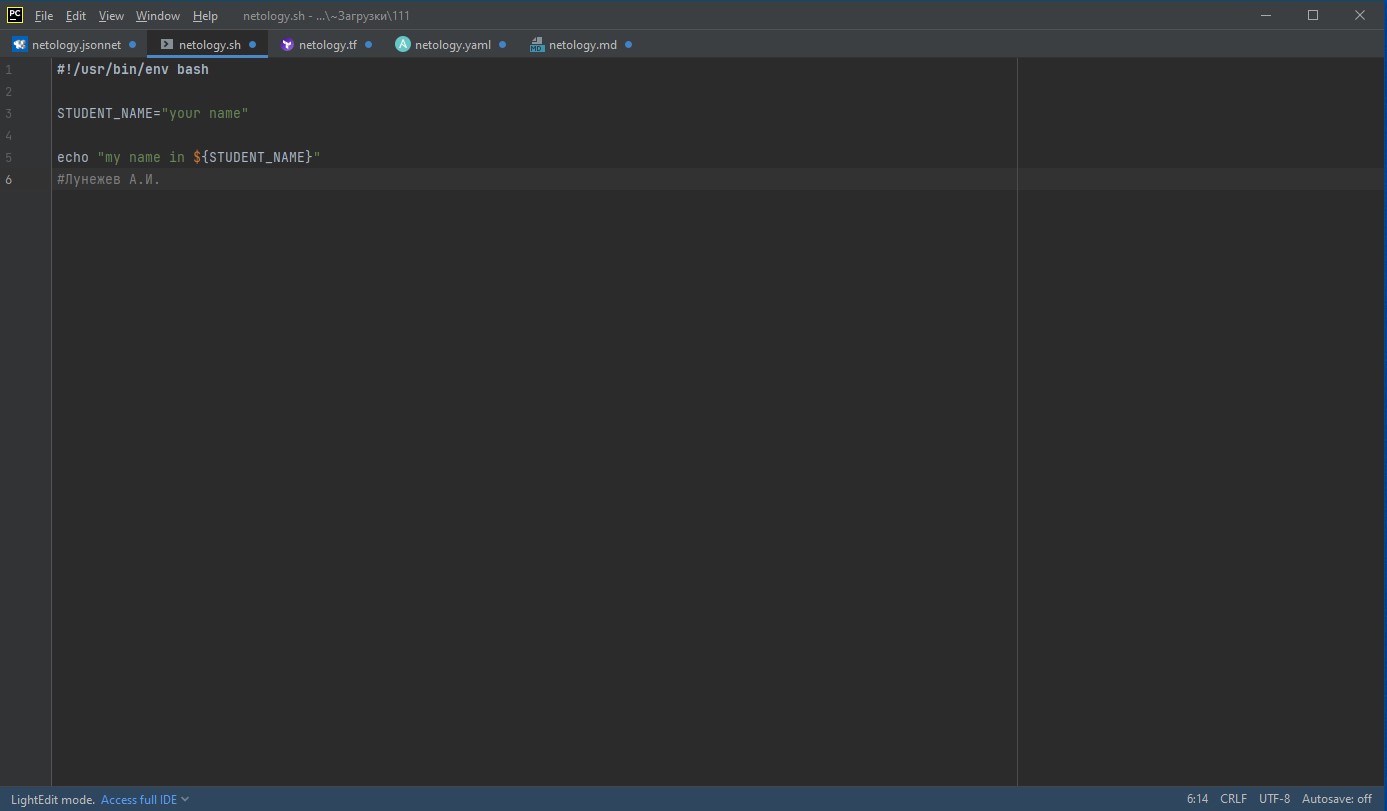 PC File Edit View Window Help netology.sh - ...\~Загрузки\111
netology.jsonnet netology.sh netology.tf A netology.yaml MD netology.md
1 #!/usr/bin/env bash
2
3 STUDENT_NAME="your name"
4
5 echo "my name in ${STUDENT_NAME}"
6 #Лунежев А.И.
LightEdit mode. Access full IDE 6:14 CRLF UTF-8 Autosave: off